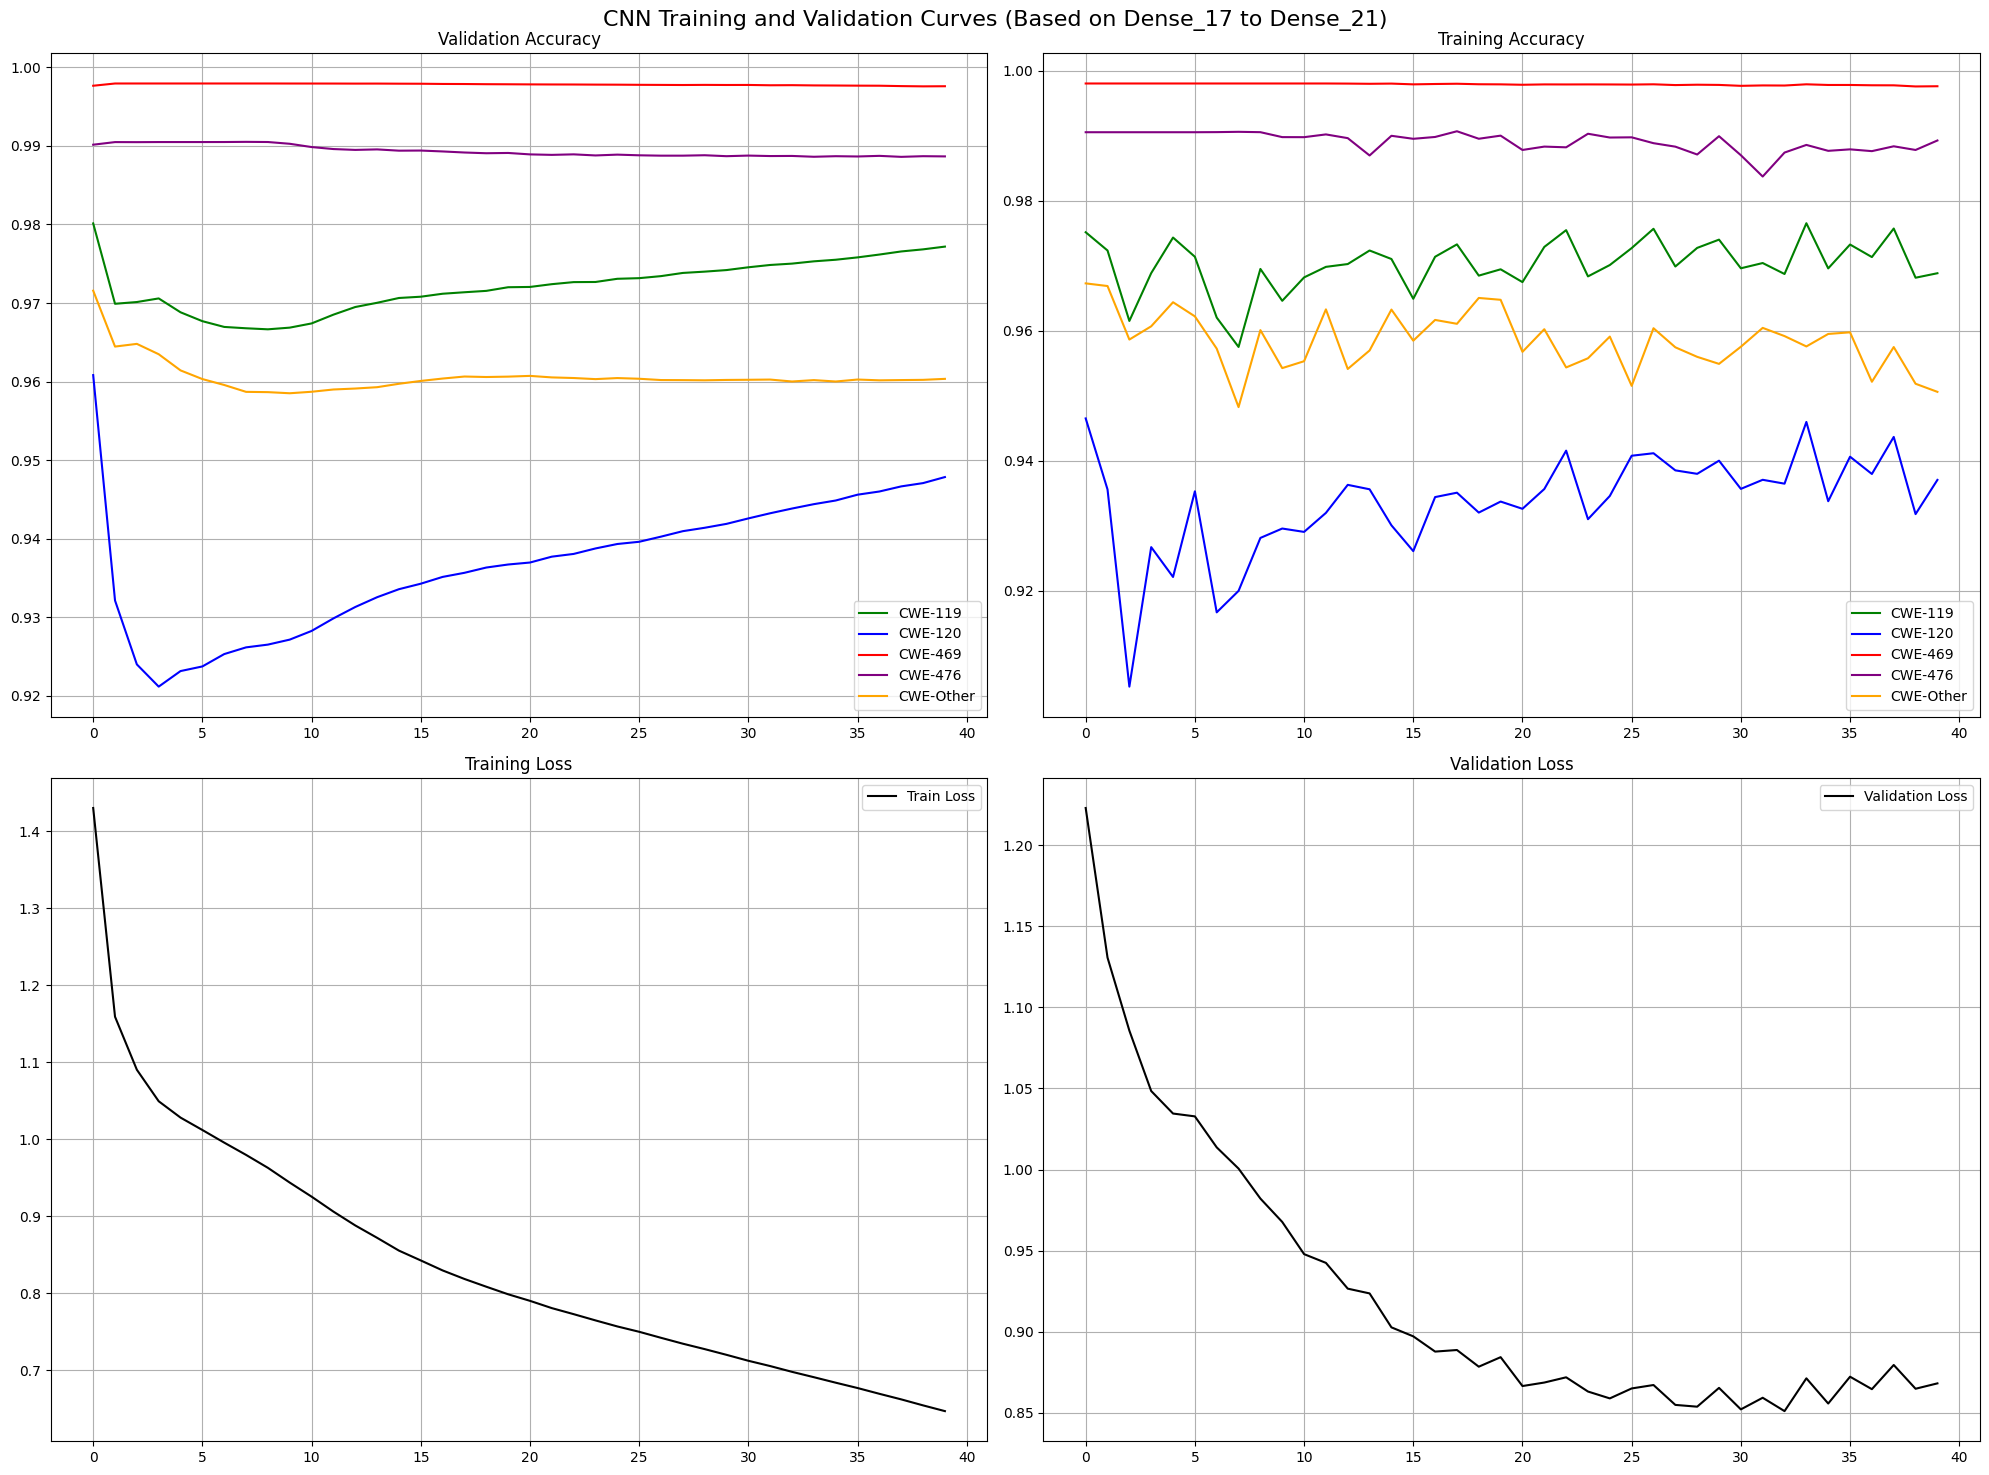 CNN Training and Validation Curves (Based on Dense_17 to Dense_21)
Validation Accuracy
1.00
0.99
0.98
0.97
0.96
0.95
0.94
0.93
0.92
0 5 10 15 20 25 30 35 40
CWE-119
CWE-120
CWE-469
CWE-476
CWE-Other
Training Accuracy
1.00
0.98
0.96
0.94
0.92
0 5 10 15 20 25 30 35 40
CWE-119
CWE-120
CWE-469
CWE-476
CWE-Other
Training Loss
Train Loss
1.4
1.3
1.2
1.1
1.0
0.9
0.8
0.7
0 5 10 15 20 25 30 35 40
Validation Loss
Validation Loss
1.20
1.15
1.10
1.05
1.00
0.95
0.90
0.85
0 5 10 15 20 25 30 35 40